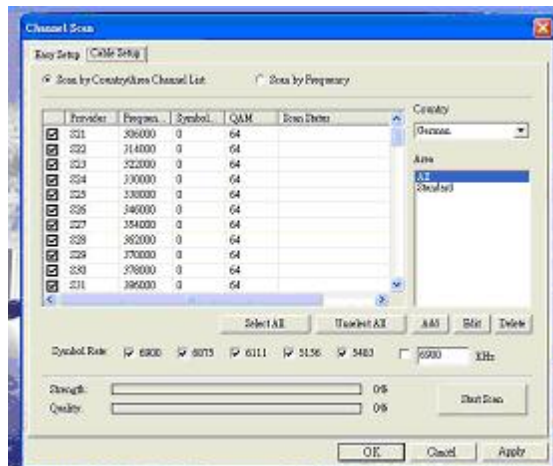 Channel Scan
Easy Setup Cable Setup
Scan by Country/Area Channel List Scan by Frequency
Provider Frequen... Symbol... QAM Scan Status
S21 306000 0 64
S22 314000 0 64
S23 322000 0 64
S24 330000 0 64
S25 338000 0 64
S26 346000 0 64
S27 354000 0 64
S28 362000 0 64
S29 370000 0 64
S30 378000 0 64
S31 386000 0 64
Country
German
Area
All
Standard
Select All Unselect All Add Edit Delete
Symbol Rate 6900 6875 6111 5156 5483 6900 KHz
Strength 0%
Quality 0%
Start Scan
OK Cancel Apply